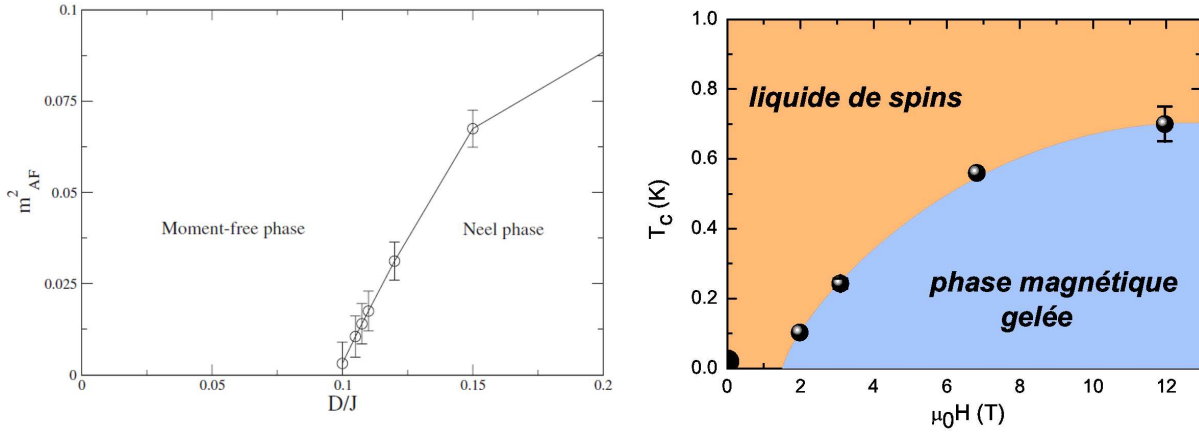 0.1
0.075
0.05
0.025
0
m²AF
Moment-free phase
Neel phase
0
0.05
0.1
0.15
0.2
D/J
1.0
0.8
0.6
0.4
0.2
0.0
TC (K)
liquide de spins
phase magnétique
gelée
0
2
4
6
8
10
12
μ0H (T)